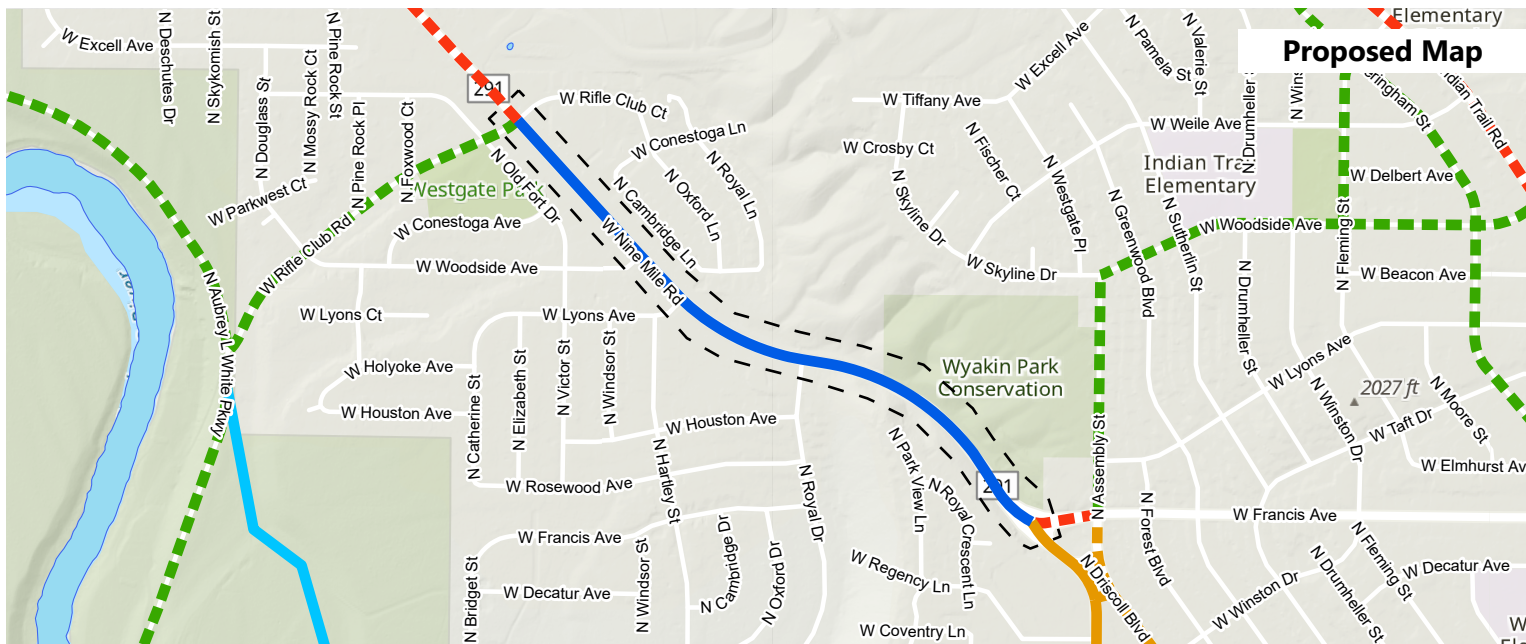 Elementary
Proposed Map
W Excell Ave
N Deschutes Dr
N Skykomish St
N Pine Rock St
N Mossy Rock Ct
N Douglass St
N Pine Rock Pl
N Foxwood Ct
291
W Rifle Club Ct
W Conestoga Ln
N Royal Ln
N Oxford Ln
N Cambridge Ln
N Old Fort Dr
Westgate Park
W Parkwest Ct
W Conestoga Ave
W Rifle Club Rd
W Woodside Ave
W Nine Mile Rd
N Aubrey L White Pkwy
W Lyons Ct
W Lyons Ave
W Holyoke Ave
W Houston Ave
N Catherine St
N Elizabeth St
N Victor St
N Windsor St
W Houston Ave
W Rosewood Ave
N Hartley St
N Royal Dr
W Francis Ave
N Bridget St
W Decatur Ave
N Windsor St
N Cambridge Dr
N Oxford Dr
W Excell Ave
N Pamela St
N Valerie St
N Drumheller
N Wins
ringham St
Indian Trail Rd
W Tiffany Ave
W Weile Ave
W Crosby Ct
N Fischer Ct
N Skyline Dr
W Skyline Dr
N Westgate Pl
N Greenwood Blvd
N Sutherlin St
Indian Trail
Elementary
W Delbert Ave
W Woodside Ave
N Fleming St
W Beacon Ave
N Drumheller St
Wyakin Park
Conservation
W Lyons Ave
2027 ft
N Winston Dr
W Taft Dr
N Moore St
W Elmhurst Av
N Park View Ln
N Royal Crescent Ln
291
N Assembly St
W Francis Ave
N Forest Blvd
N Driscoll Blvd
W Regency Ln
W Coventry Ln
W Winston Dr
N Drumheller St
N Fleming St
W Decatur Ave
W